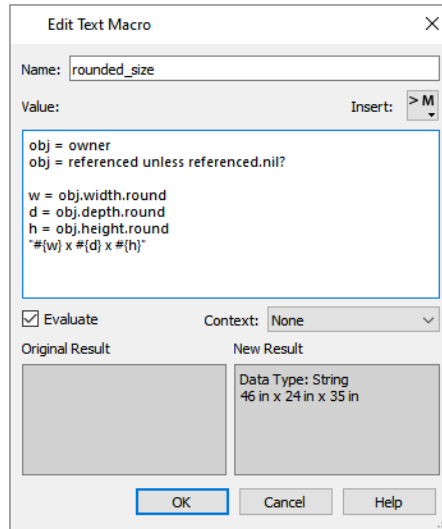 Edit Text Macro
Name: rounded_size
Value: Insert: > M
obj = owner
obj = referenced unless referenced.nil?
w = obj.width.round
d = obj.depth.round
h = obj.height.round
"#{w} x #{d} x #{h}"
Evaluate Context: None
Original Result New Result
Data Type: String
46 in x 24 in x 35 in
OK Cancel Help